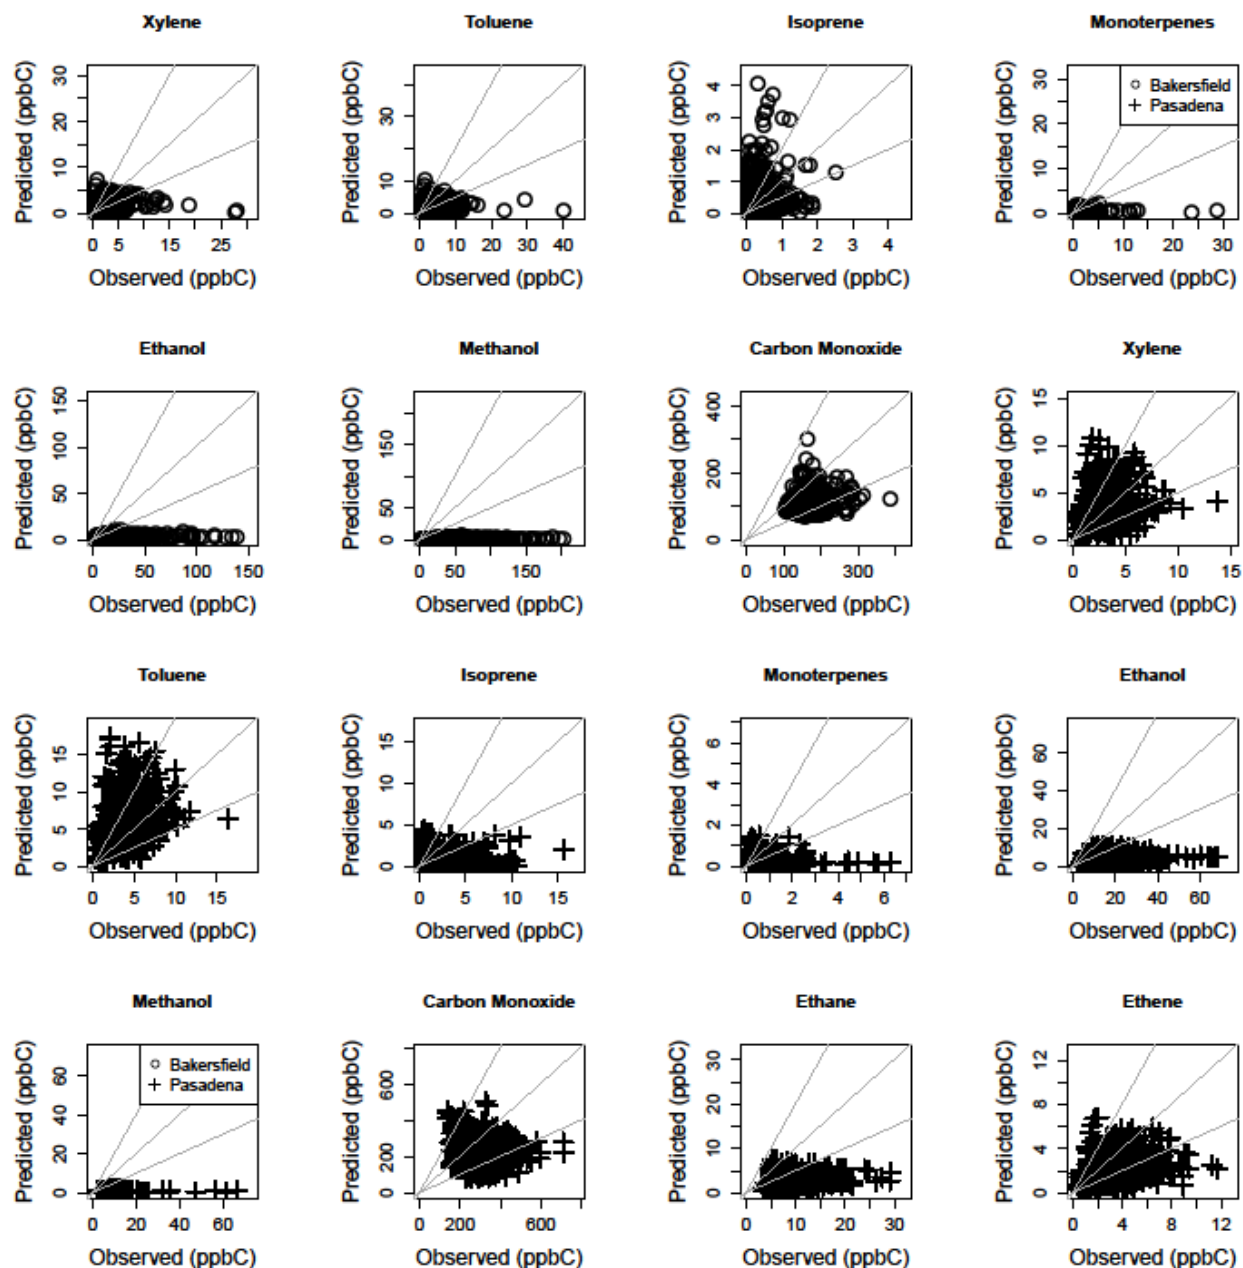 Xylene
Predicted (ppbC)
0 5 10 20 30
0 5 15 25
Observed (ppbC)
Toluene
Predicted (ppbC)
0 10 30
0 10 20 30 40
Observed (ppbC)
Isoprene
Predicted (ppbC)
0 1 2 3 4
0 1 2 3 4
Observed (ppbC)
Monoterpenes
Predicted (ppbC)
0 5 10 20 30
0 5 10 20 30
Observed (ppbC)
Bakersfield
Pasadena
Ethanol
Predicted (ppbC)
0 50 100 150
0 50 100 150
Observed (ppbC)
Methanol
Predicted (ppbC)
0 50 150
0 50 150
Observed (ppbC)
Carbon Monoxide
Predicted (ppbC)
0 100 200 400
0 100 300
Observed (ppbC)
Xylene
Predicted (ppbC)
0 5 10 15
0 5 10 15
Observed (ppbC)
Toluene
Predicted (ppbC)
0 5 10 15
0 5 10 15
Observed (ppbC)
Isoprene
Predicted (ppbC)
0 5 10 15
0 5 10 15
Observed (ppbC)
Monoterpenes
Predicted (ppbC)
0 2 4 6
0 2 4 6
Observed (ppbC)
Ethanol
Predicted (ppbC)
0 20 40 60
0 20 40 60
Observed (ppbC)
Methanol
Predicted (ppbC)
0 20 40 60
0 20 40 60
Observed (ppbC)
Bakersfield
Pasadena
Carbon Monoxide
Predicted (ppbC)
0 200 600
200 600
0
Observed (ppbC)
Ethane
Predicted (ppbC)
0 5 10 20 30
0 5 10 20 30
Observed (ppbC)
Ethene
Predicted (ppbC)
0 4 8 12
0 4 8 12
Observed (ppbC)